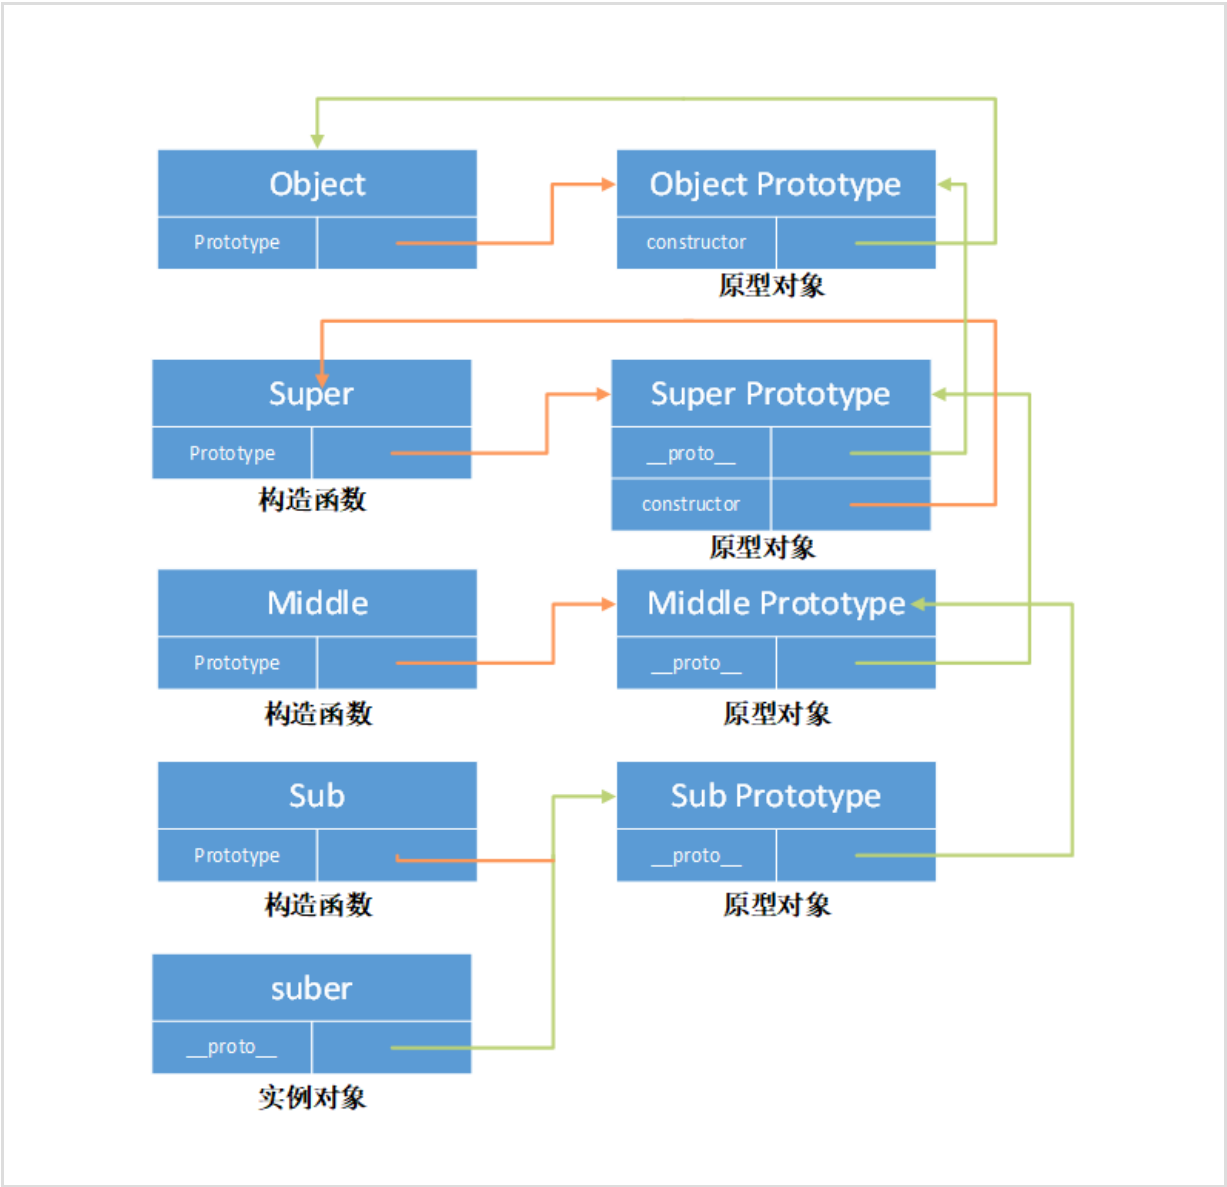 Object
Prototype
Object Prototype
constructor
原型对象
Super
Prototype
构造函数
Super Prototype
__proto__
constructor
原型对象
Middle
Prototype
构造函数
Middle Prototype
__proto__
原型对象
Sub
Prototype
构造函数
Sub Prototype
__proto__
原型对象
suber
__proto__
实例对象